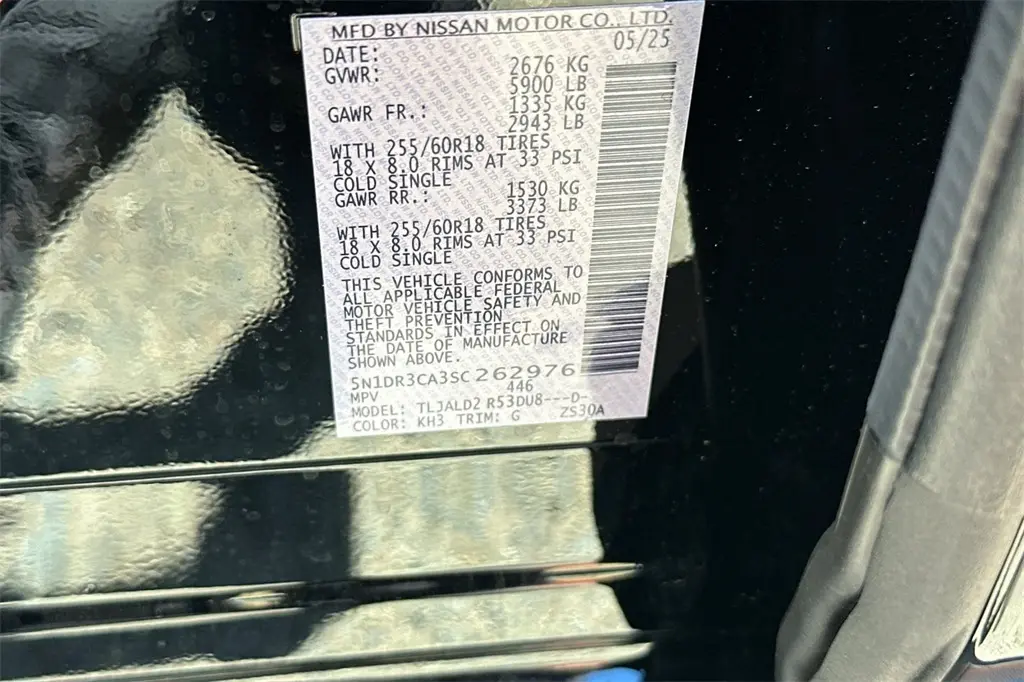 MFD BY NISSAN MOTOR CO., LTD.
DATE: 05/25
GVWR: 2676 KG
5900 LB
GAWR FR.: 1335 KG
2943 LB
WITH 255/60R18 TIRES
18 X 8.0 RIMS AT 33 PSI
COLD SINGLE
GAWR RR.: 1530 KG
3373 LB
WITH 255/60R18 TIRES
18 X 8.0 RIMS AT 33 PSI
COLD SINGLE
THIS VEHICLE CONFORMS TO
ALL APPLICABLE FEDERAL
MOTOR VEHICLE SAFETY AND
THEFT PREVENTION
STANDARDS IN EFFECT ON
THE DATE OF MANUFACTURE
SHOWN ABOVE.
5N1DR3CA3SC262976
MPV 446
MODEL: TLJALD2 R53DU8---D-
COLOR: KH3 TRIM: G ZS30A